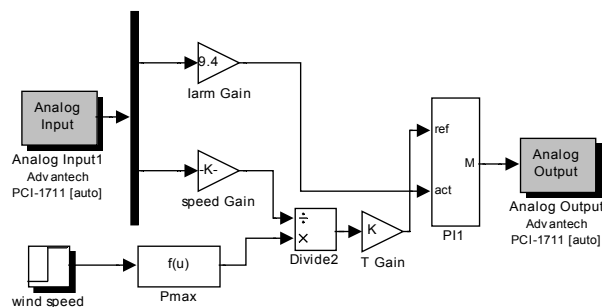 Analog
Input
Analog Input1
Advantech
PCI-1711 [auto]
9.4
Iarm Gain
-K-
speed Gain
wind speed
f(u)
Pmax
÷
×
Divide2
K
T Gain
ref
act
M
PI1
Analog
Output
Analog Output
Advantech
PCI-1711 [auto]